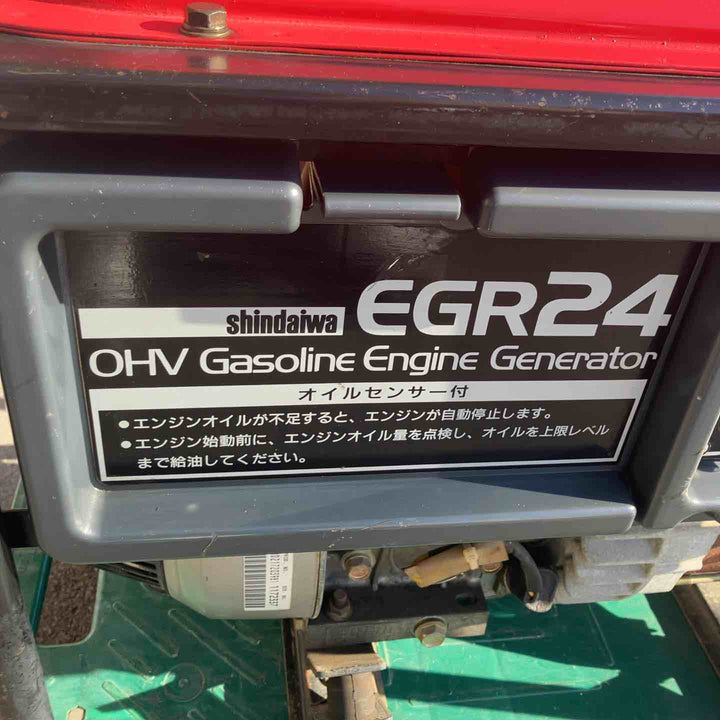 shindaiwa EGR24
OHV Gasoline Engine Generator
オイルセンサー付
●エンジンオイルが不足すると、エンジンが自動停止します。
●エンジン始動前に、エンジンオイル量を点検し、オイルを上限レベル
まで給油してください。